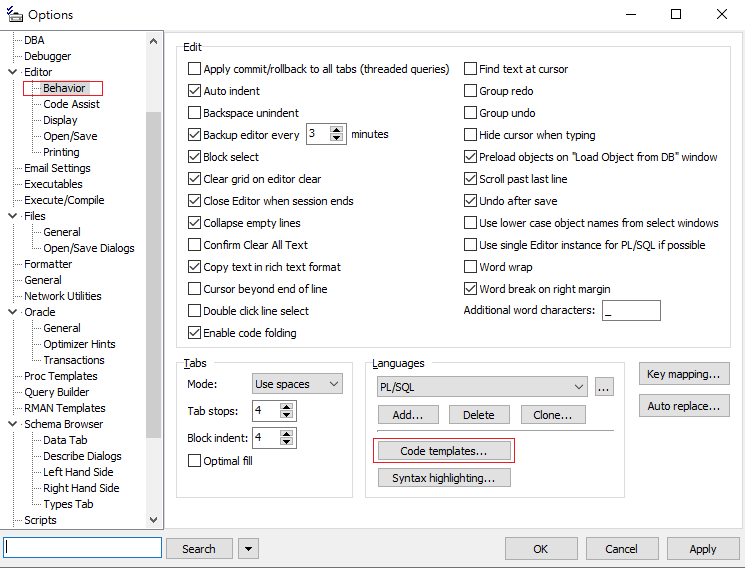 Options
DBA
Debugger
Editor
Behavior
Code Assist
Display
Open/Save
Printing
Email Settings
Executables
Execute/Compile
Files
General
Open/Save Dialogs
Formatter
General
Network Utilities
Oracle
General
Optimizer Hints
Transactions
Proc Templates
Query Builder
RMAN Templates
Schema Browser
Data Tab
Describe Dialogs
Left Hand Side
Right Hand Side
Types Tab
Scripts
Edit
Apply commit/rollback to all tabs (threaded queries)
Auto indent
Backspace unindent
Backup editor every 3 minutes
Block select
Clear grid on editor clear
Close Editor when session ends
Collapse empty lines
Confirm Clear All Text
Copy text in rich text format
Cursor beyond end of line
Double click line select
Enable code folding
Find text at cursor
Group redo
Group undo
Hide cursor when typing
Preload objects on "Load Object from DB" window
Scroll past last line
Undo after save
Use lower case object names from select windows
Use single Editor instance for PL/SQL if possible
Word wrap
Word break on right margin
Additional word characters: _
Tabs
Mode: Use spaces
Tab stops: 4
Block indent: 4
Optimal fill
Languages
PL/SQL ...
Add... Delete Clone...
Code templates...
Syntax highlighting...
Key mapping...
Auto replace...
Search OK Cancel Apply